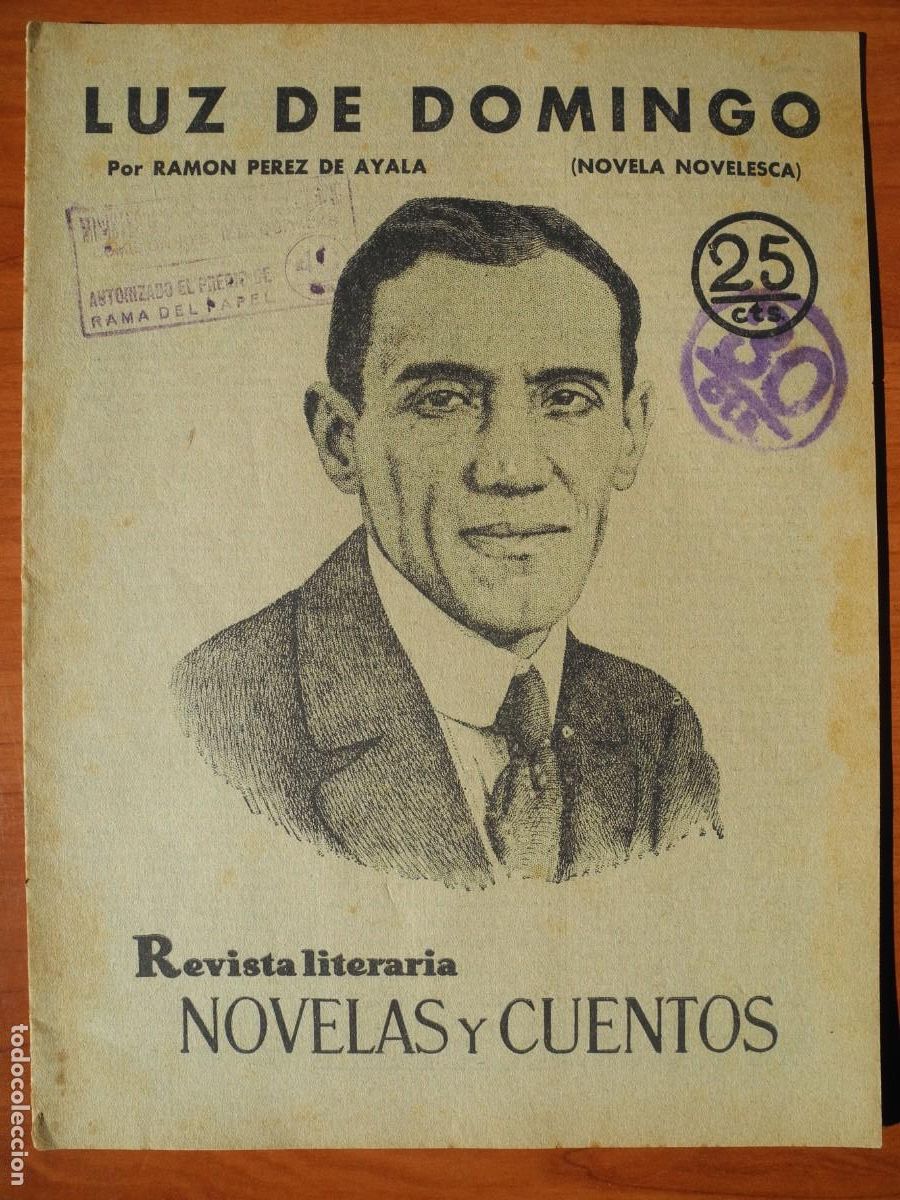 LUZ DE DOMINGO
Por RAMON PEREZ DE AYALA (NOVELA NOVELESCA)
AUTORIZADO EL PRECIO DE
RAMA DEL PAPEL
25
cts.
80
Revista literaria
NOVELAS Y CUENTOS
todocoleccion